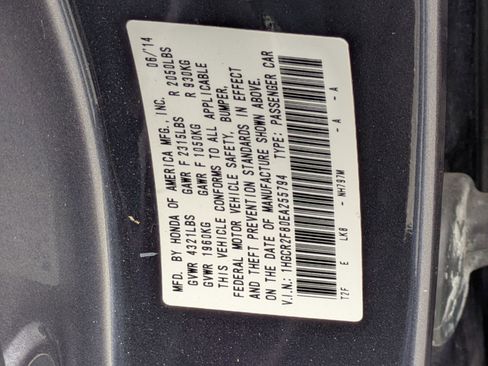 MFD. BY HONDA OF AMERICA MFG., INC. 06/'14
GVWR 4321LBS GAWR F 2315LBS R 2050LBS
GVWR 1960KG GAWR F 1050KG R 930KG
THIS VEHICLE CONFORMS TO ALL APPLICABLE
FEDERAL MOTOR VEHICLE SAFETY, BUMPER,
AND THEFT PREVENTION STANDARDS IN EFFECT
ON THE DATE OF MANUFACTURE SHOWN ABOVE.
V.I.N.: 1HGCR2F80EA255794 TYPE: PASSENGER CAR
T2F E LK8 - NH797M - A - A